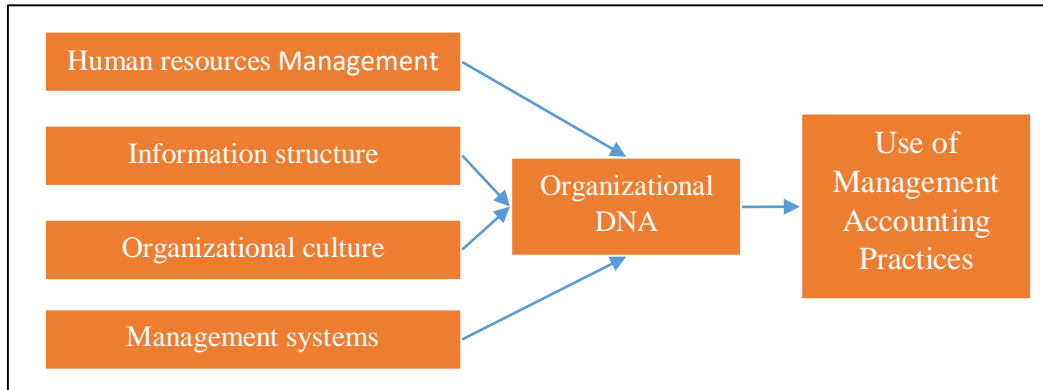 Human resources Management
Information structure
Organizational culture
Management systems
Organizational
DNA
Use of
Management
Accounting
Practices